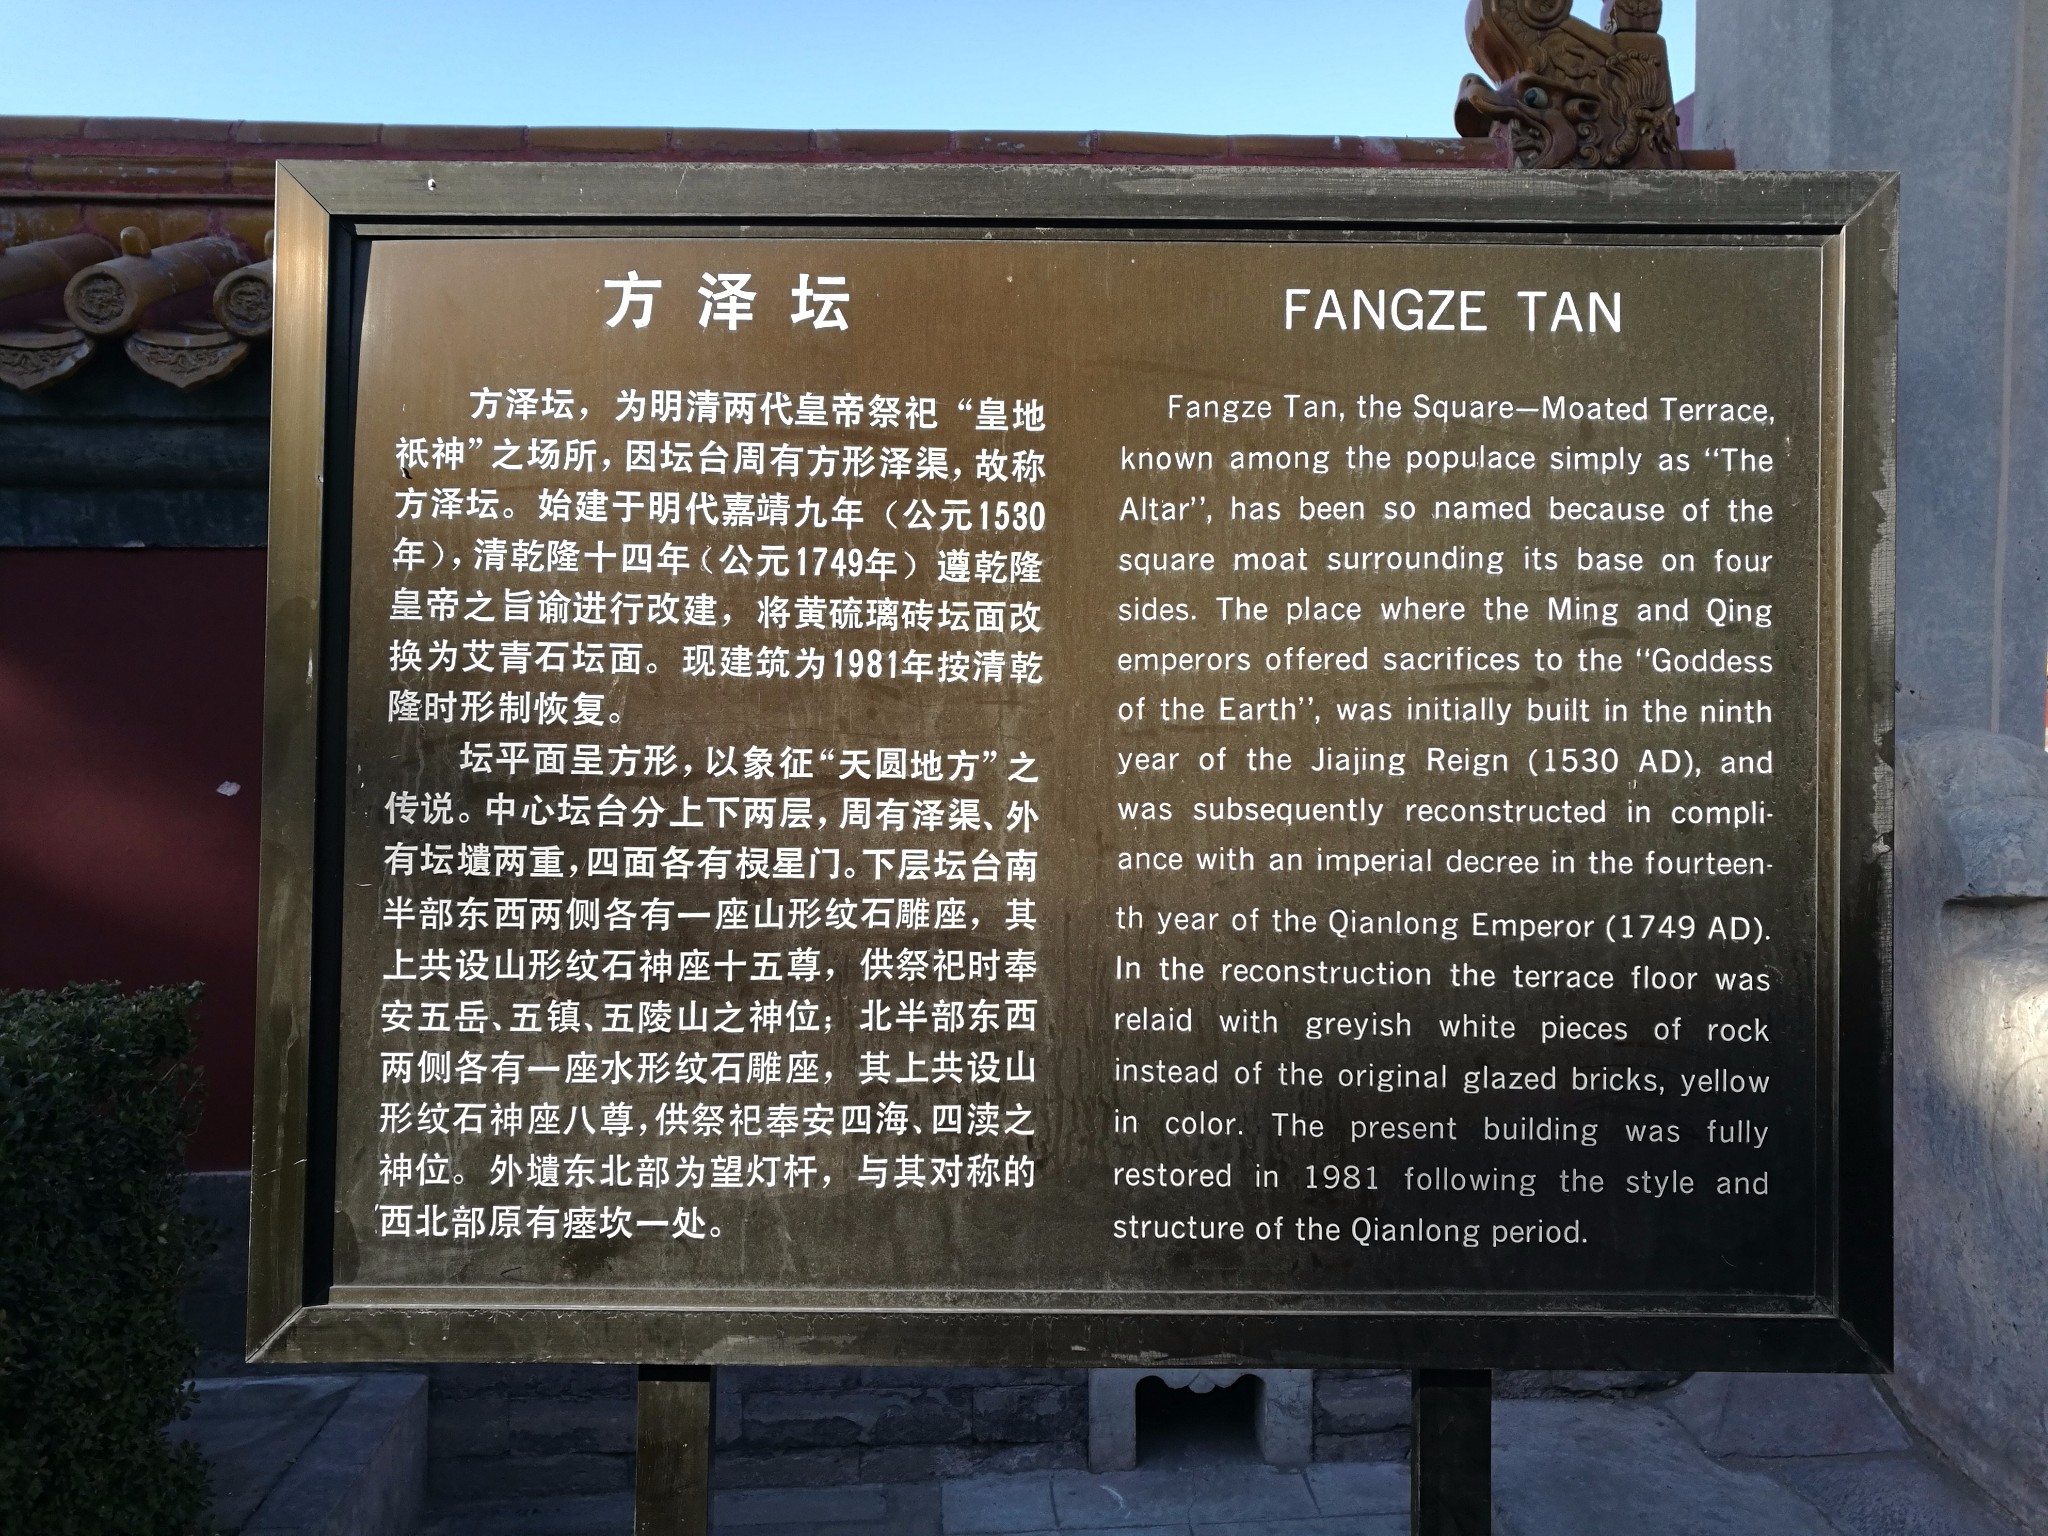 方泽坛
方泽坛，为明清两代皇帝祭祀“皇地
祇神”之场所，因坛台周有方形泽渠，故称
方泽坛。始建于明代嘉靖九年（公元1530
年），清乾隆十四年（公元1749年）遵乾隆
皇帝之旨谕进行改建，将黄硫璃砖坛面改
换为艾青石坛面。现建筑为1981年按清乾
隆时形制恢复。
坛平面呈方形，以象征“天圆地方”之
传说。中心坛台分上下两层，周有泽渠、外
有坛壝两重，四面各有棂星门。下层坛台南
半部东西两侧各有一座山形纹石雕座，其
上共设山形纹石神座十五尊，供祭祀时奉
安五岳、五镇、五陵山之神位；北半部东西
两侧各有一座水形纹石雕座，其上共设山
形纹石神座八尊，供祭祀奉安四海、四渎之
神位。外壝东北部为望灯杆，与其对称的
西北部原有瘗坎一处。
FANGZE TAN
Fangze Tan, the Square—Moated Terrace,
known among the populace simply as "The
Altar", has been so named because of the
square moat surrounding its base on four
sides. The place where the Ming and Qing
emperors offered sacrifices to the "Goddess
of the Earth", was initially built in the ninth
year of the Jiajing Reign (1530 AD), and
was subsequently reconstructed in compli-
ance with an imperial decree in the fourteen-
th year of the Qianlong Emperor (1749 AD).
In the reconstruction the terrace floor was
relaid with greyish white pieces of rock
instead of the original glazed bricks, yellow
in color. The present building was fully
restored in 1981 following the style and
structure of the Qianlong period.